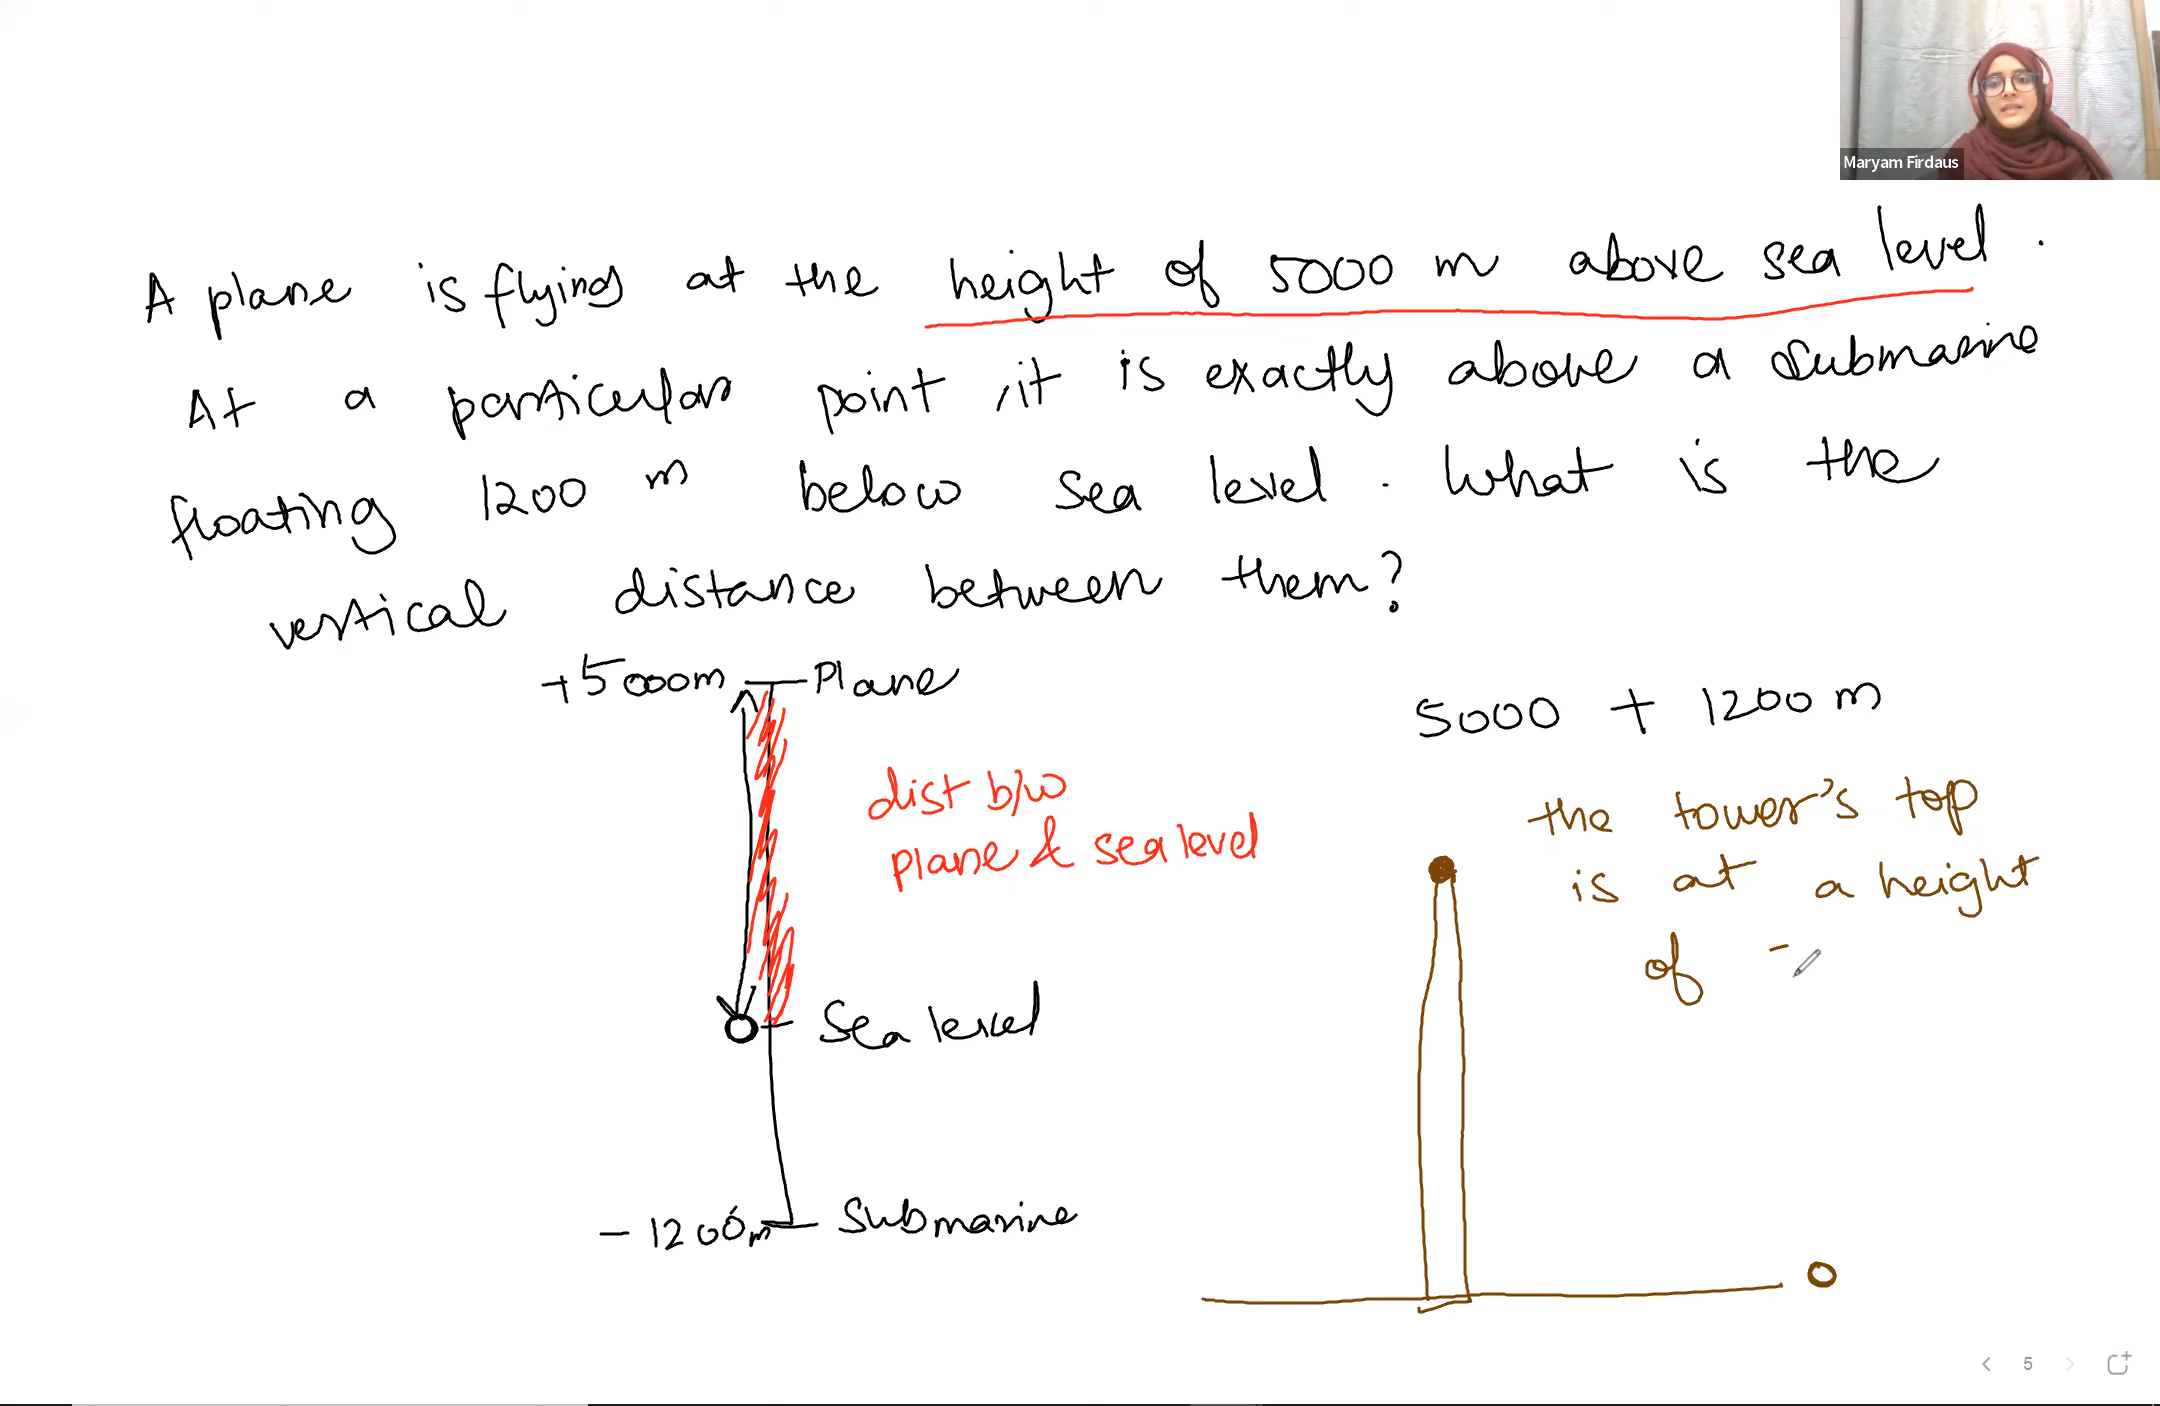 Maryam Firdaus
A plane is flying at the height of 5000 m above sea level.
At a particular point, it is exactly above a submarine
floating 1200 m below sea level. What is the
vertical distance between them?
+5000m Plane
5000 + 1200 m
dist b/w
plane & sea level
the tower's top
is at a height
of -
Sea level
-1200m Submarine
0
5